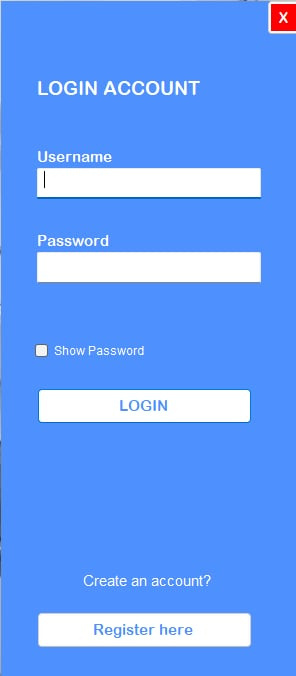 X
LOGIN ACCOUNT
Username
Password
Show Password
LOGIN
Create an account?
Register here